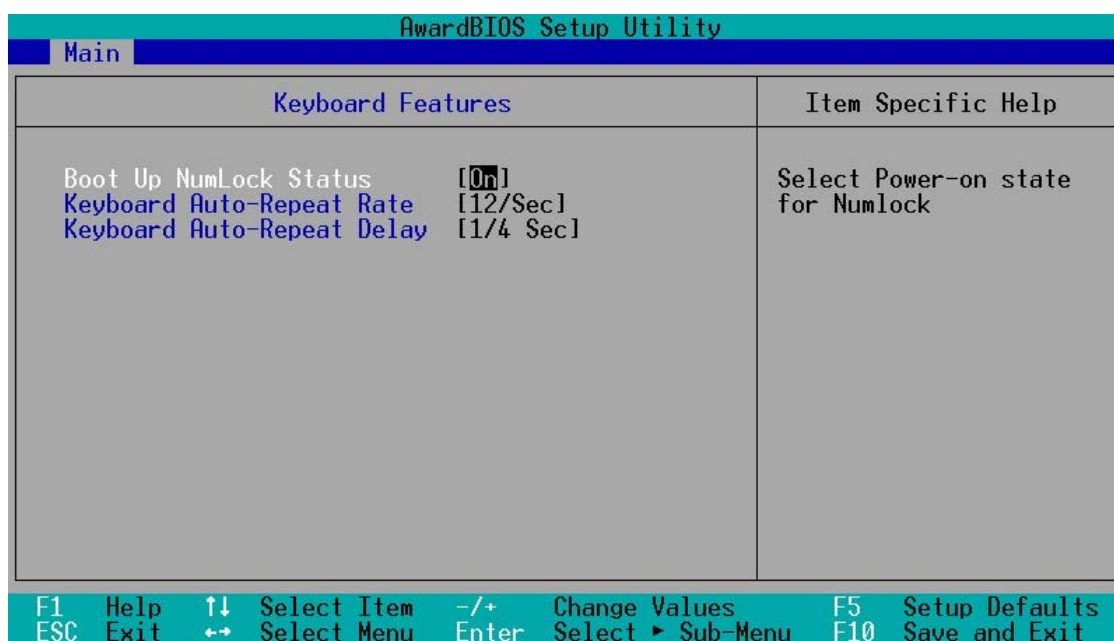 AwardBIOS Setup Utility
Main
Keyboard Features
Item Specific Help
Boot Up NumLock Status [On]
Keyboard Auto-Repeat Rate [12/Sec]
Keyboard Auto-Repeat Delay [1/4 Sec]
Select Power-on state
for Numlock
F1 Help ↑↓ Select Item -/+ Change Values F5 Setup Defaults
ESC Exit ←→ Select Menu Enter Select ► Sub-Menu F10 Save and Exit